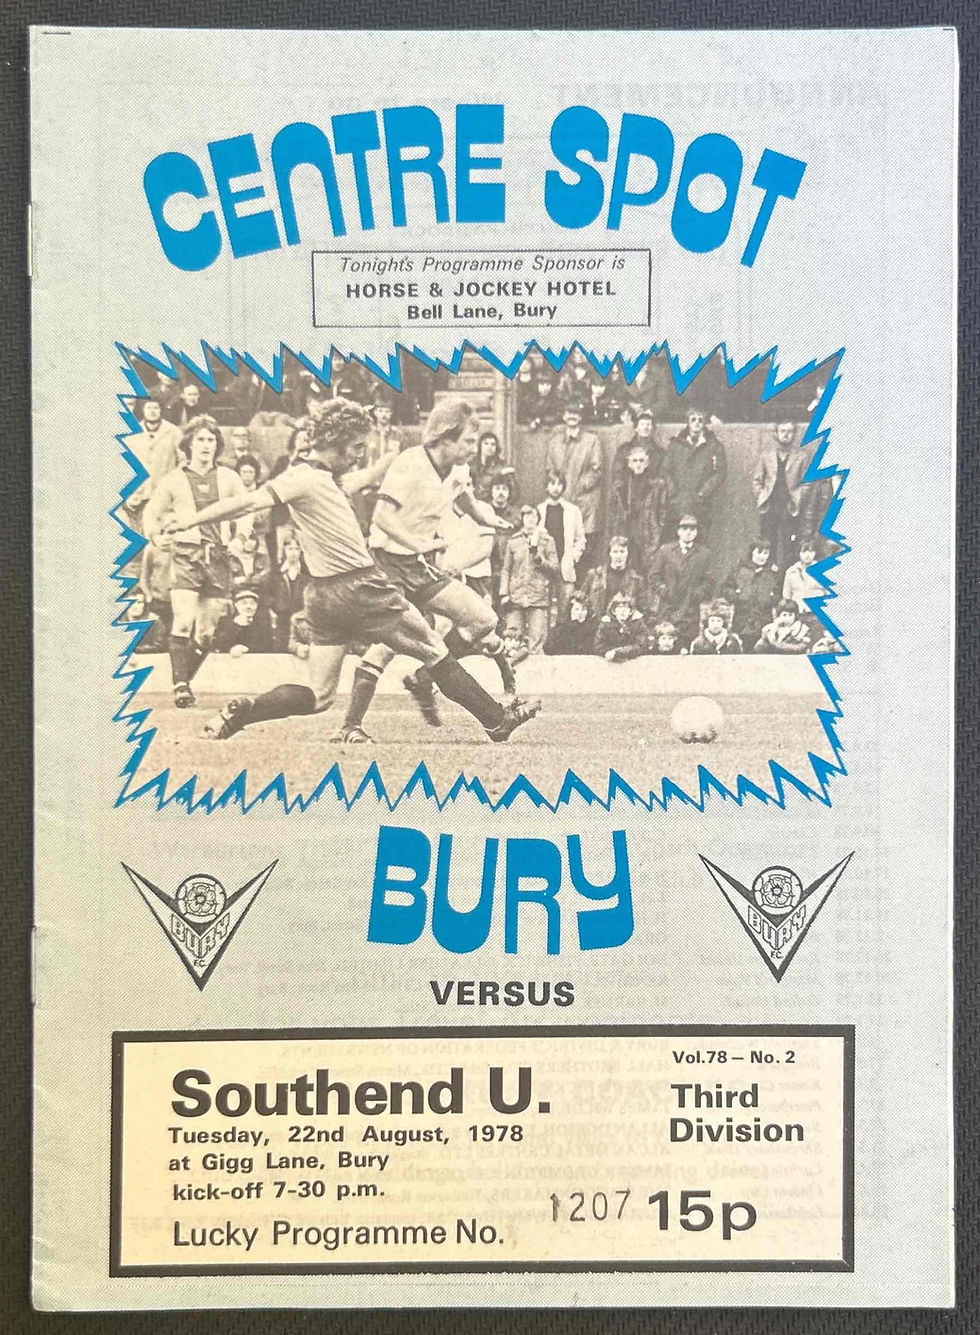 CENTRE SPOT
Tonight's Programme Sponsor is
HORSE & JOCKEY HOTEL
Bell Lane, Bury
BURY
BURY
F.C.
BURY
F.C.
VERSUS
Vol.78 – No. 2
Southend U.
Third
Division
Tuesday, 22nd August, 1978
at Gigg Lane, Bury
kick-off 7-30 p.m.
Lucky Programme No. 1207 15p